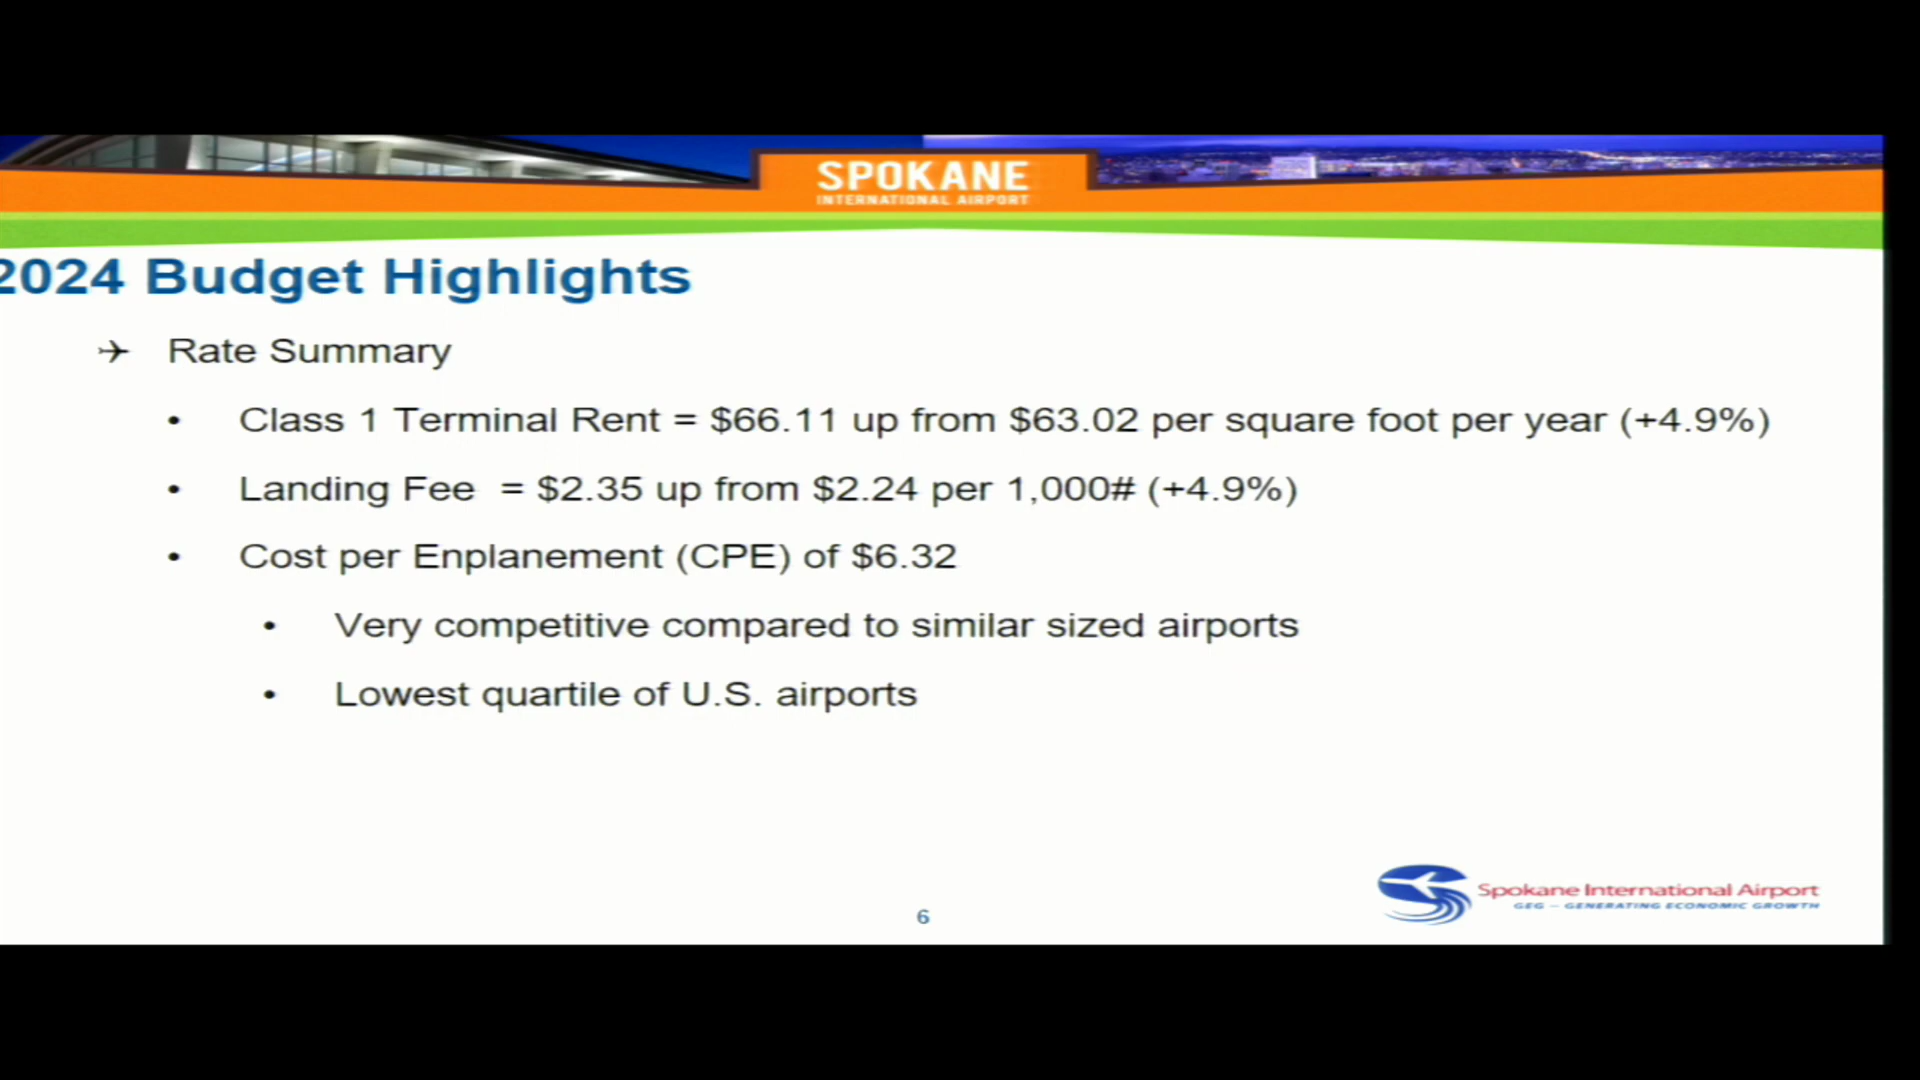 SPOKANE
INTERNATIONAL AIRPORT
2024 Budget Highlights
✈ Rate Summary
• Class 1 Terminal Rent = $66.11 up from $63.02 per square foot per year (+4.9%)
• Landing Fee = $2.35 up from $2.24 per 1,000# (+4.9%)
• Cost per Enplanement (CPE) of $6.32
• Very competitive compared to similar sized airports
• Lowest quartile of U.S. airports
Spokane International Airport
GEG – GENERATING ECONOMIC GROWTH
6